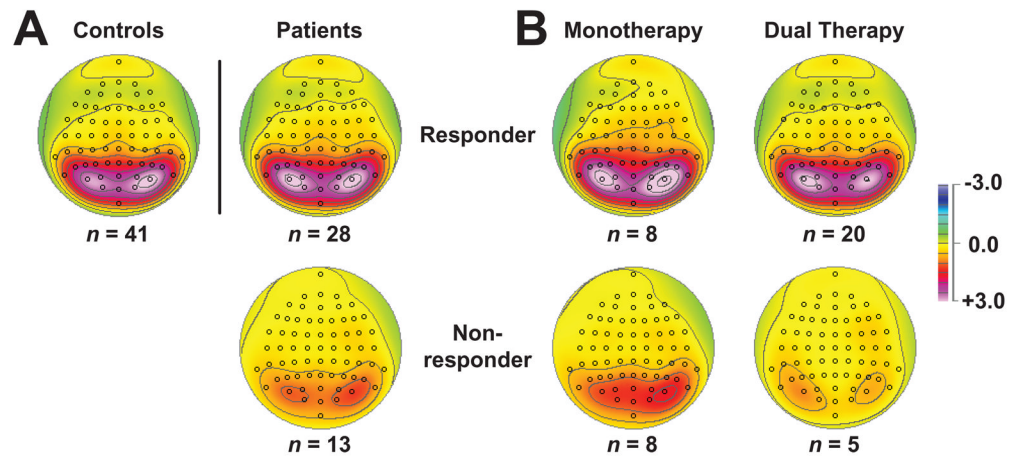 A
Controls
Patients
B
Monotherapy
Dual Therapy
Responder
n = 41
n = 28
n = 8
n = 20
-3.0
0.0
+3.0
Non-
responder
n = 13
n = 8
n = 5